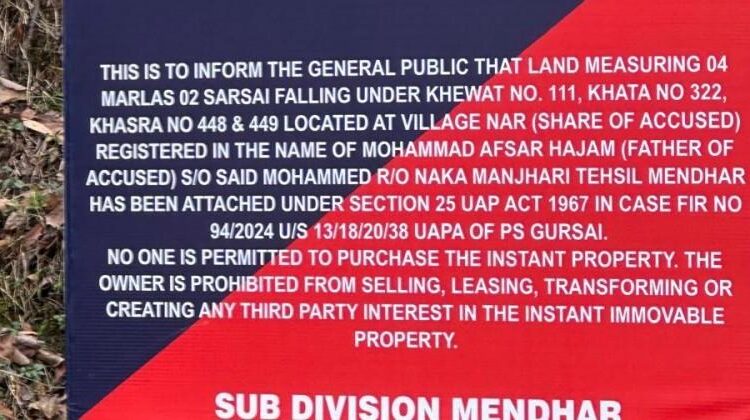 THIS IS TO INFORM THE GENERAL PUBLIC THAT LAND MEASURING 04
MARLAS 02 SARSAI FALLING UNDER KHEWAT NO. 111, KHATA NO 322,
KHASRA NO 448 & 449 LOCATED AT VILLAGE NAR (SHARE OF ACCUSED)
REGISTERED IN THE NAME OF MOHAMMAD AFSAR HAJAM (FATHER OF
ACCUSED) S/O SAID MOHAMMED R/O NAKA MANJHARI TEHSIL MENDHAR
HAS BEEN ATTACHED UNDER SECTION 25 UAP ACT 1967 IN CASE FIR NO
94/2024 U/S 13/18/20/38 UAPA OF PS GURSAI.
NO ONE IS PERMITTED TO PURCHASE THE INSTANT PROPERTY. THE
OWNER IS PROHIBITED FROM SELLING, LEASING, TRANSFORMING OR
CREATING ANY THIRD PARTY INTEREST IN THE INSTANT IMMOVABLE
PROPERTY.
SUB DIVISION MENDHAR